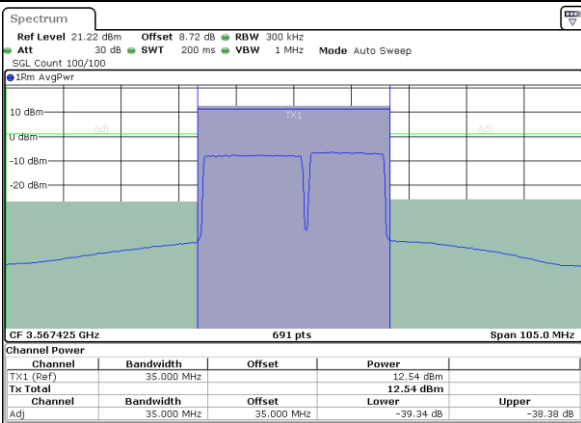 Spectrum
Ref Level 21.22 dBm Offset 8.72 dB RBW 300 kHz
Att 30 dB SWT 200 ms VBW 1 MHz Mode Auto Sweep
SGL Count 100/100
1Rm AvgPwr
10 dBm
TX1
Adj Adj
0 dBm
-10 dBm
-20 dBm
CF 3.567425 GHz 691 pts Span 105.0 MHz
Channel Power
Channel Bandwidth Offset Power
TX1 (Ref) 35.000 MHz 12.54 dBm
Tx Total 12.54 dBm
Channel Bandwidth Offset Lower Upper
Adj 35.000 MHz 35.000 MHz -39.34 dB -38.38 dB